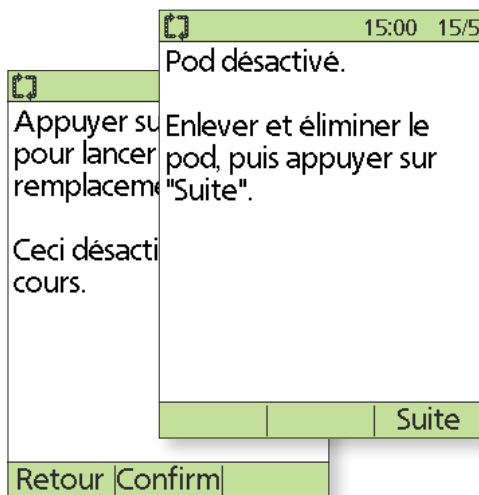 Appuyer su
pour lancer
remplaceme
Ceci désacti
cours.
Retour Confirm
15:00 15/5
Pod désactivé.
Enlever et éliminer le
pod, puis appuyer sur
"Suite".
Suite